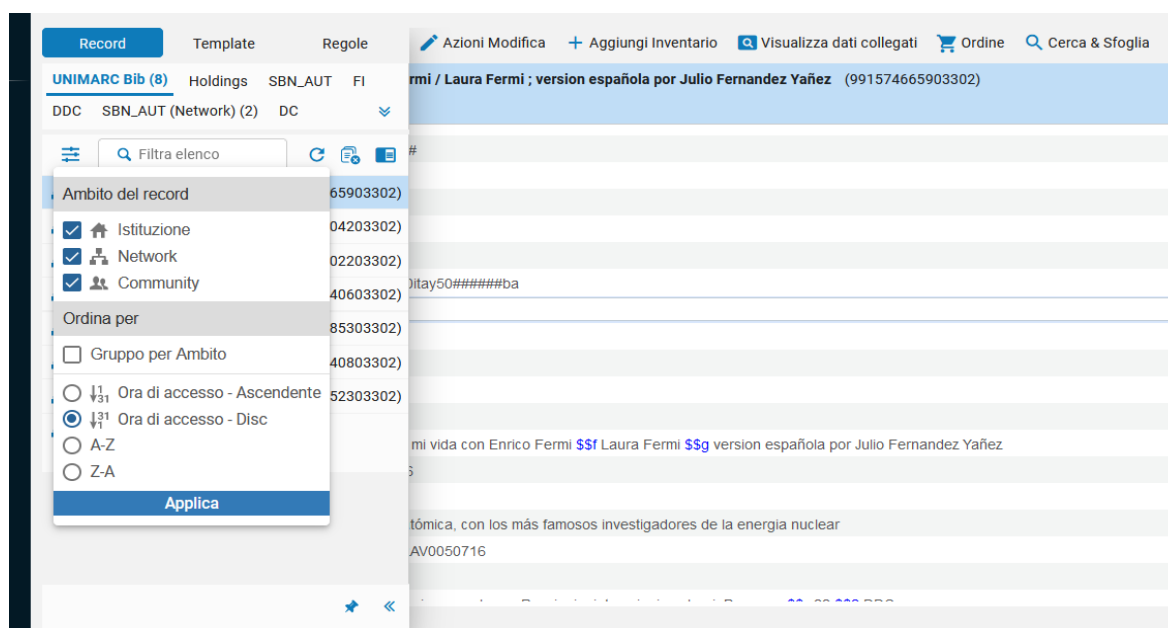 Record Template Regole Azioni Modifica Aggiungi Inventario Visualizza dati collegati Ordine Cerca & Sfoglia
UNIMARC Bib (8) Holdings SBN_AUT FI
DDC SBN_AUT (Network) (2) DC
rmi / Laura Fermi ; version española por Julio Fernandez Yañez (991574665903302)
Filtra elenco
#
Ambito del record
65903302)
Istituzione
04203302)
Network
02203302)
Community
40603302)
itay50######ba
Ordina per
85303302)
Gruppo per Ambito
40803302)
Ora di accesso - Ascendente
52303302)
Ora di accesso - Disc
A-Z
mi vida con Enrico Fermi $$f Laura Fermi $$g version española por Julio Fernandez Yañez
Z-A
Applica
tómica, con los más famosos investigadores de la energia nuclear
AV0050716